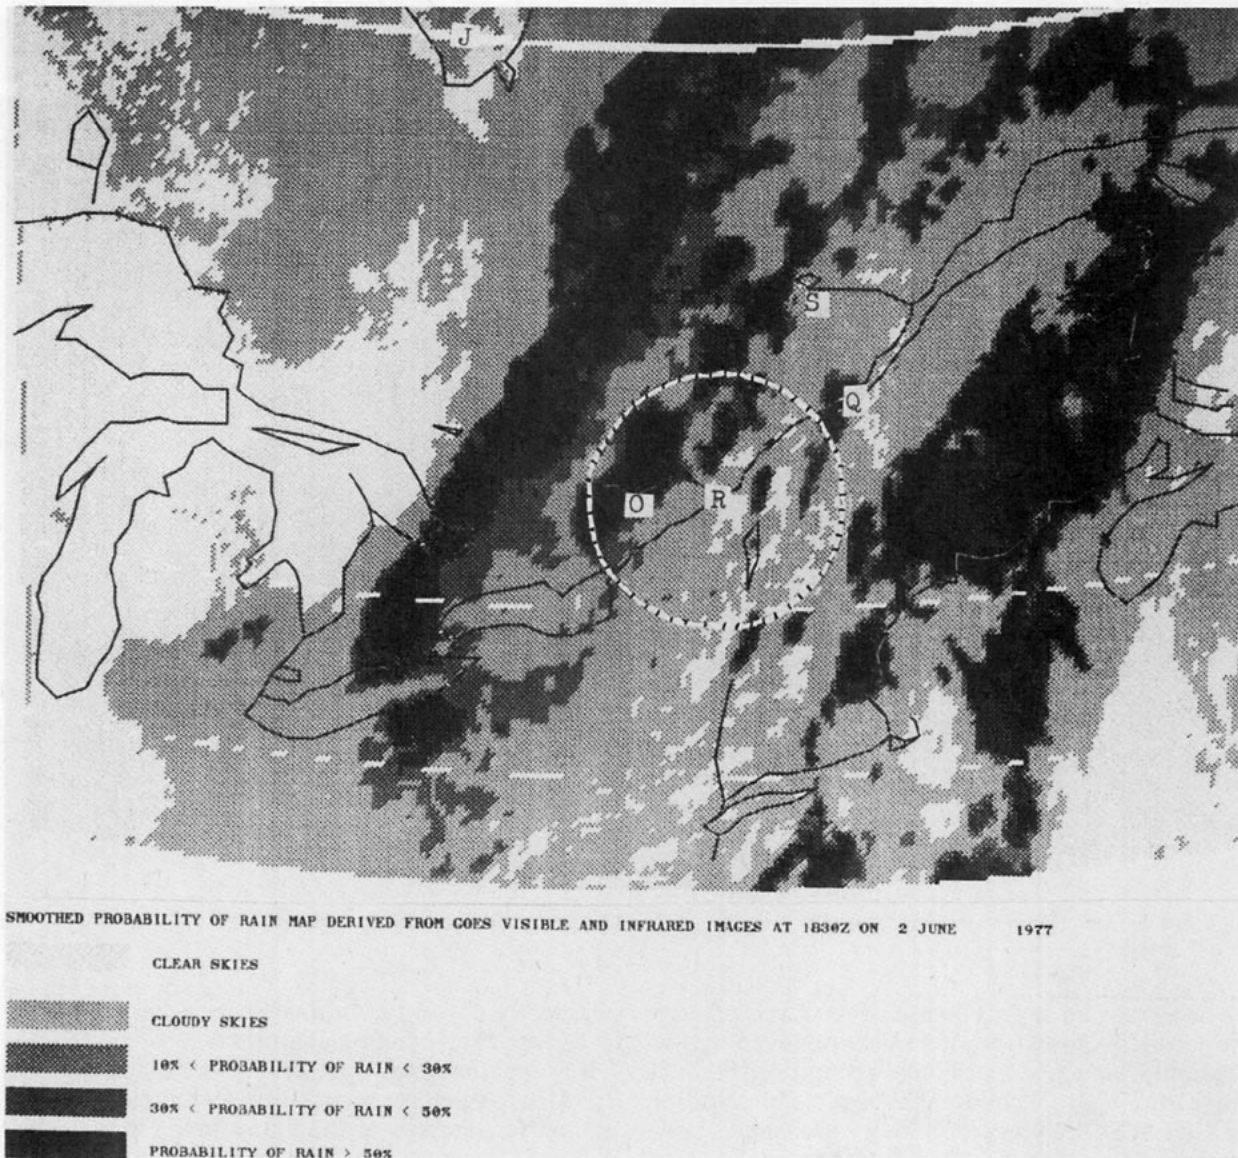 J
S
Q
O
R
SMOOTHED PROBABILITY OF RAIN MAP DERIVED FROM GOES VISIBLE AND INFRARED IMAGES AT 1830Z ON 2 JUNE 1977
CLEAR SKIES
CLOUDY SKIES
10% < PROBABILITY OF RAIN < 30%
30% < PROBABILITY OF RAIN < 50%
PROBABILITY OF RAIN > 50%